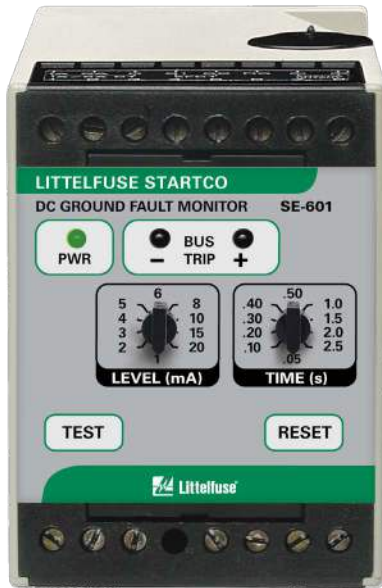 LITTELFUSE STARTCO
DC GROUND FAULT MONITOR SE-601
PWR
BUS
- TRIP +
6
5 8
4 10
3 15
2 20
1
LEVEL (mA)
.50
.40 1.0
.30 1.5
.20 2.0
.10 2.5
.05
TIME (s)
TEST
RESET
Littelfuse